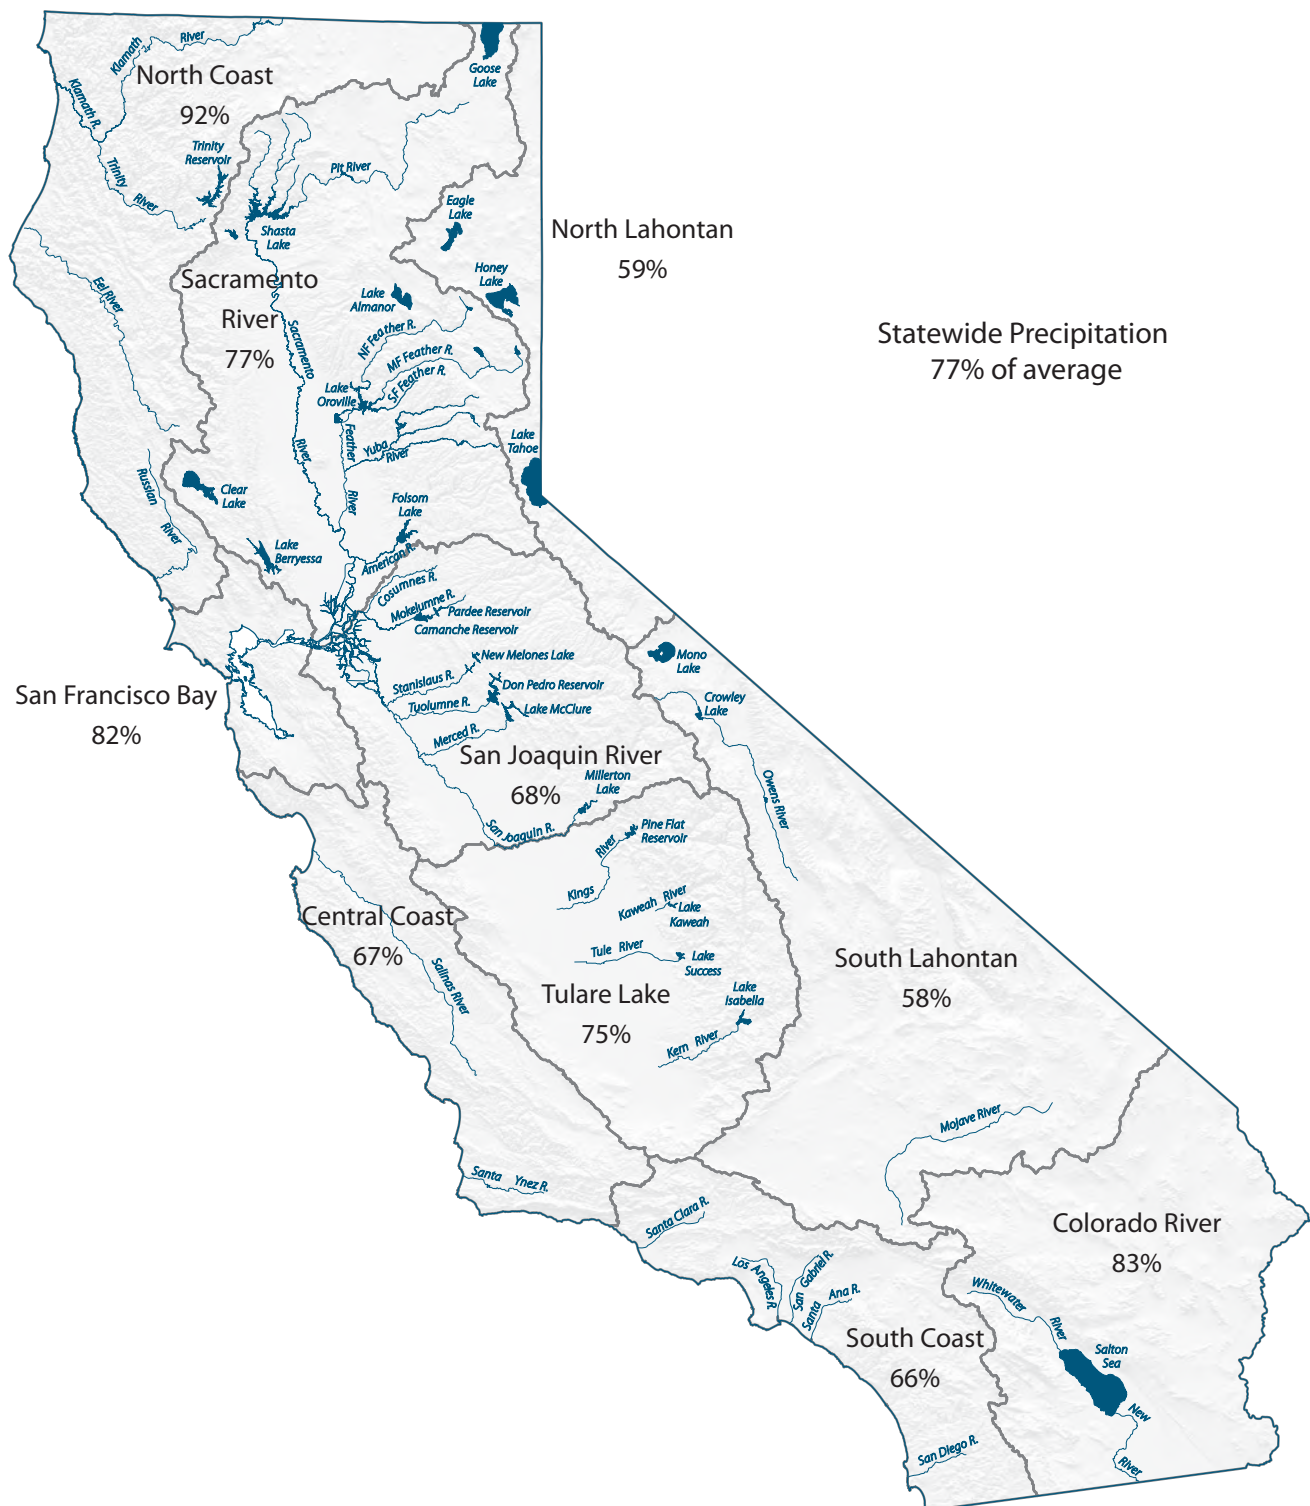 Klamath
River
Goose
Lake
North Coast
92%
Klamath R.
Trinity
Reservoir
Trinity
River
Pit River
Eagle
Lake
North Lahontan
59%
Shasta
Lake
Honey
Lake
Sacramento
River
77%
Lake
Almanor
Eel River
Sacramento
River
NF Feather R.
MF Feather R.
SF Feather R.
Statewide Precipitation
77% of average
Lake
Oroville
Feather
River
Yuba
River
Lake
Tahoe
Russian
River
Clear
Lake
Folsom
Lake
Lake
Berryessa
American R.
Cosumnes R.
Mokelumne R.
Pardee Reservoir
Camanche Reservoir
New Melones Lake
Mono
Lake
Stanislaus R.
Don Pedro Reservoir
San Francisco Bay
82%
Tuolumne R.
Lake McClure
Crowley
Lake
Merced R.
San Joaquin River
68%
Millerton
Lake
Owens River
San Joaquin R.
Pine Flat
Reservoir
Kings
River
Kaweah River
Lake
Kaweah
Central Coast
67%
Salinas River
Tule River
Lake
Success
South Lahontan
58%
Tulare Lake
75%
Lake
Isabella
Kern River
Mojave River
Santa Ynez R.
Santa Clara R.
Colorado River
83%
Los Angeles R.
San Gabriel R.
Santa Ana R.
Whitewater
River
South Coast
66%
Salton
Sea
New
River
San Diego R.